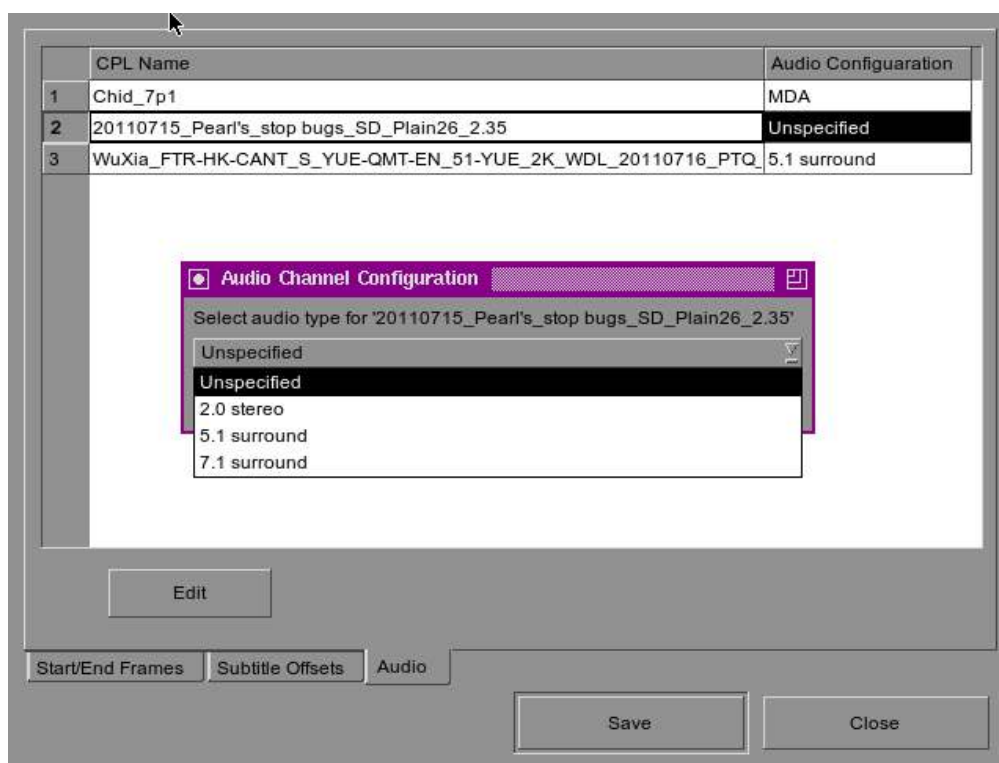 CPL Name Audio Configuaration
1 Chid_7p1 MDA
2 20110715_Pearl's_stop bugs_SD_Plain26_2.35 Unspecified
3 WuXia_FTR-HK-CANT_S_YUE-QMT-EN_51-YUE_2K_WDL_20110716_PTQ_ 5.1 surround
Audio Channel Configuration
Select audio type for '20110715_Pearl's_stop bugs_SD_Plain26_2.35'
Unspecified
Unspecified
2.0 stereo
5.1 surround
7.1 surround
Edit
Start/End Frames Subtitle Offsets Audio
Save Close